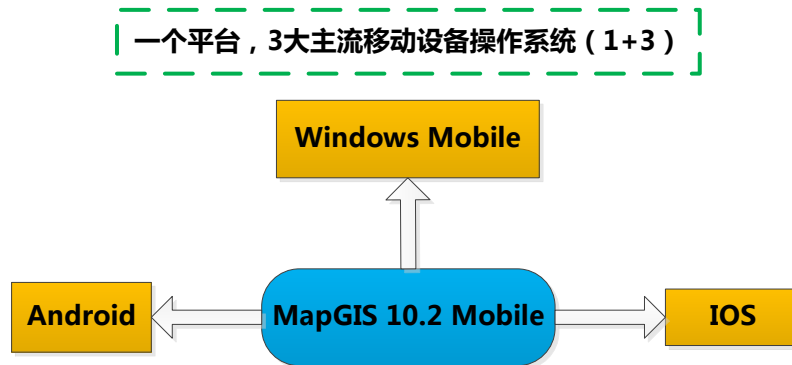 一个平台，3大主流移动设备操作系统（1+3）
Windows Mobile
Android
MapGIS 10.2 Mobile
IOS